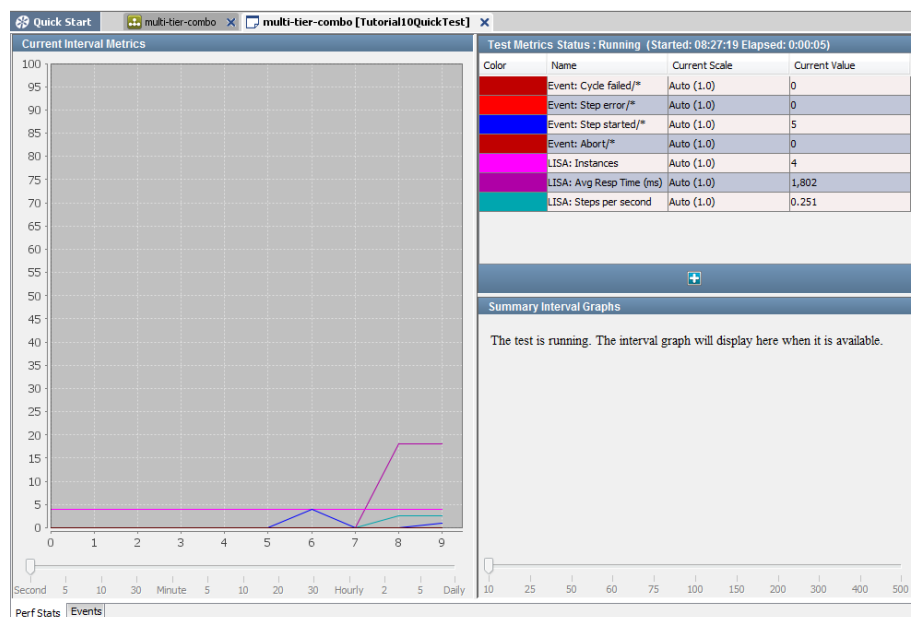 Quick Start
multi-tier-combo
multi-tier-combo [Tutorial10QuickTest]
Current Interval Metrics
100
95
90
85
80
75
70
65
60
55
50
45
40
35
30
25
20
15
10
5
0
0 1 2 3 4 5 6 7 8 9
Second 5 10 30 Minute 5 10 20 30 Hourly 2 5 Daily
Perf Stats Events
Test Metrics Status : Running (Started: 08:27:19 Elapsed: 0:00:05)
Color Name Current Scale Current Value
Event: Cycle failed/* Auto (1.0) 0
Event: Step error/* Auto (1.0) 0
Event: Step started/* Auto (1.0) 5
Event: Abort/* Auto (1.0) 0
LISA: Instances Auto (1.0) 4
LISA: Avg Resp Time (ms) Auto (1.0) 1,802
LISA: Steps per second Auto (1.0) 0.251
Summary Interval Graphs
The test is running. The interval graph will display here when it is available.
10 25 50 60 75 100 150 200 300 400 500